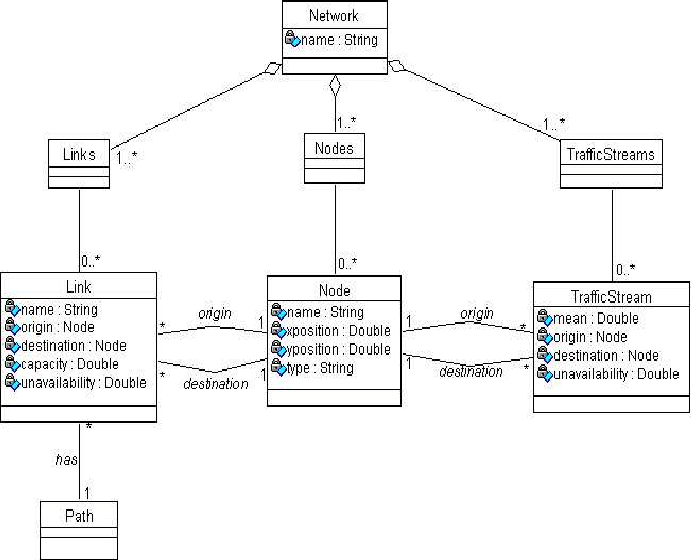 Network
name : String
1..*
1..*
1..*
Links
Nodes
TrafficStreams
0..*
0..*
0..*
Link
name : String
origin : Node
destination : Node
capacity : Double
unavailability : Double
* origin 1
* destination 1
Node
name : String
xposition : Double
yposition : Double
type : String
1 origin *
1 destination *
TrafficStream
mean : Double
origin : Node
destination : Node
unavailability : Double
*
has
1
Path